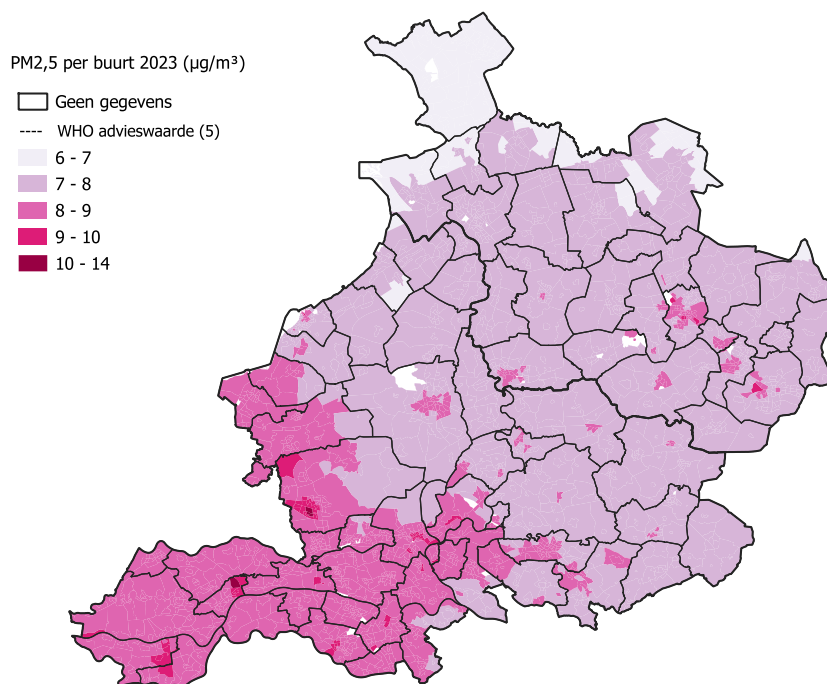 PM2,5 per buurt 2023 (µg/m³)
Geen gegevens
WHO advieswaarde (5)
6 - 7
7 - 8
8 - 9
9 - 10
10 - 14